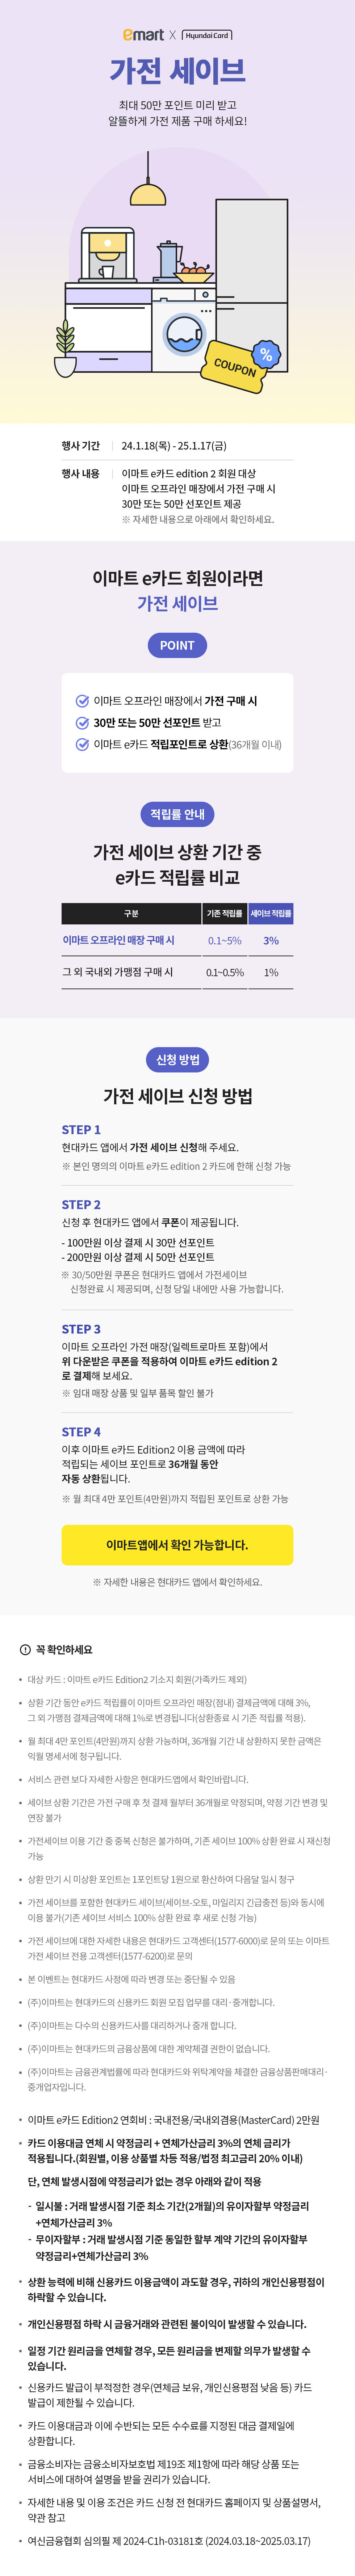 emart X HyundaiCard
가전 세이브
최대 50만 포인트 미리 받고
알뜰하게 가전 제품 구매 하세요!
COUPON
%
행사 기간 24.1.18(목) - 25.1.17(금)
행사 내용 이마트 e카드 edition 2 회원 대상
이마트 오프라인 매장에서 가전 구매 시
30만 또는 50만 선포인트 제공
※ 자세한 내용으로 아래에서 확인하세요.
이마트 e카드 회원이라면
가전 세이브
POINT
이마트 오프라인 매장에서 가전 구매 시
30만 또는 50만 선포인트 받고
이마트 e카드 적립포인트로 상환(36개월 이내)
적립률 안내
가전 세이브 상환 기간 중
e카드 적립률 비교
구분 기존 적립률 세이브 적립률
이마트 오프라인 매장 구매 시 0.1~5% 3%
그 외 국내외 가맹점 구매 시 0.1~0.5% 1%
신청 방법
가전 세이브 신청 방법
STEP 1
현대카드 앱에서 가전 세이브 신청해 주세요.
※ 본인 명의의 이마트 e카드 edition 2 카드에 한해 신청 가능
STEP 2
신청 후 현대카드 앱에서 쿠폰이 제공됩니다.
- 100만원 이상 결제 시 30만 선포인트
- 200만원 이상 결제 시 50만 선포인트
※ 30/50만원 쿠폰은 현대카드 앱에서 가전세이브
신청완료 시 제공되며, 신청 당일 내에만 사용 가능합니다.
STEP 3
이마트 오프라인 가전 매장(일렉트로마트 포함)에서
위 다운받은 쿠폰을 적용하여 이마트 e카드 edition 2
로 결제해 보세요.
※ 임대 매장 상품 및 일부 품목 할인 불가
STEP 4
이후 이마트 e카드 Edition2 이용 금액에 따라
적립되는 세이브 포인트로 36개월 동안
자동 상환됩니다.
※ 월 최대 4만 포인트(4만원)까지 적립된 포인트로 상환 가능
이마트앱에서 확인 가능합니다.
※ 자세한 내용은 현대카드 앱에서 확인하세요.
꼭 확인하세요
• 대상 카드 : 이마트 e카드 Edition2 기소지 회원(가족카드 제외)
• 상환 기간 동안 e카드 적립률이 이마트 오프라인 매장(점내) 결제금액에 대해 3%,
그 외 가맹점 결제금액에 대해 1%로 변경됩니다(상환종료 시 기존 적립률 적용).
• 월 최대 4만 포인트(4만원)까지 상환 가능하며, 36개월 기간 내 상환하지 못한 금액은
익월 명세서에 청구됩니다.
• 서비스 관련 보다 자세한 사항은 현대카드앱에서 확인바랍니다.
• 세이브 상환 기간은 가전 구매 후 첫 결제 월부터 36개월로 약정되며, 약정 기간 변경 및
연장 불가
• 가전세이브 이용 기간 중 중복 신청은 불가하며, 기존 세이브 100% 상환 완료 시 재신청
가능
• 상환 만기 시 미상환 포인트는 1포인트당 1원으로 환산하여 다음달 일시 청구
• 가전 세이브를 포함한 현대카드 세이브(세이브-오토, 마일리지 긴급충전 등)와 동시에
이용 불가(기존 세이브 서비스 100% 상환 완료 후 새로 신청 가능)
• 가전 세이브에 대한 자세한 내용은 현대카드 고객센터(1577-6000)로 문의 또는 이마트
가전 세이브 전용 고객센터(1577-6200)로 문의
• 본 이벤트는 현대카드 사정에 따라 변경 또는 중단될 수 있음
• (주)이마트는 현대카드의 신용카드 회원 모집 업무를 대리·중개합니다.
• (주)이마트는 다수의 신용카드사를 대리하거나 중개 합니다.
• (주)이마트는 현대카드의 금융상품에 대한 계약체결 권한이 없습니다.
• (주)이마트는 금융관계법률에 따라 현대카드와 위탁계약을 체결한 금융상품판매대리·
중개업자입니다.
• 이마트 e카드 Edition2 연회비 : 국내전용/국내외겸용(MasterCard) 2만원
• 카드 이용대금 연체 시 약정금리 + 연체가산금리 3%의 연체 금리가
적용됩니다.(회원별, 이용 상품별 차등 적용/법정 최고금리 20% 이내)
단, 연체 발생시점에 약정금리가 없는 경우 아래와 같이 적용
- 일시불 : 거래 발생시점 기준 최소 기간(2개월)의 유이자할부 약정금리
+연체가산금리 3%
- 무이자할부 : 거래 발생시점 기준 동일한 할부 계약 기간의 유이자할부
약정금리+연체가산금리 3%
• 상환 능력에 비해 신용카드 이용금액이 과도할 경우, 귀하의 개인신용평점이
하락할 수 있습니다.
• 개인신용평점 하락 시 금융거래와 관련된 불이익이 발생할 수 있습니다.
• 일정 기간 원리금을 연체할 경우, 모든 원리금을 변제할 의무가 발생할 수
있습니다.
• 신용카드 발급이 부적정한 경우(연체금 보유, 개인신용평점 낮음 등) 카드
발급이 제한될 수 있습니다.
• 카드 이용대금과 이에 수반되는 모든 수수료를 지정된 대금 결제일에
상환합니다.
• 금융소비자는 금융소비자보호법 제19조 제1항에 따라 해당 상품 또는
서비스에 대하여 설명을 받을 권리가 있습니다.
• 자세한 내용 및 이용 조건은 카드 신청 전 현대카드 홈페이지 및 상품설명서,
약관 참고
• 여신금융협회 심의필 제 2024-C1h-03181호 (2024.03.18~2025.03.17)